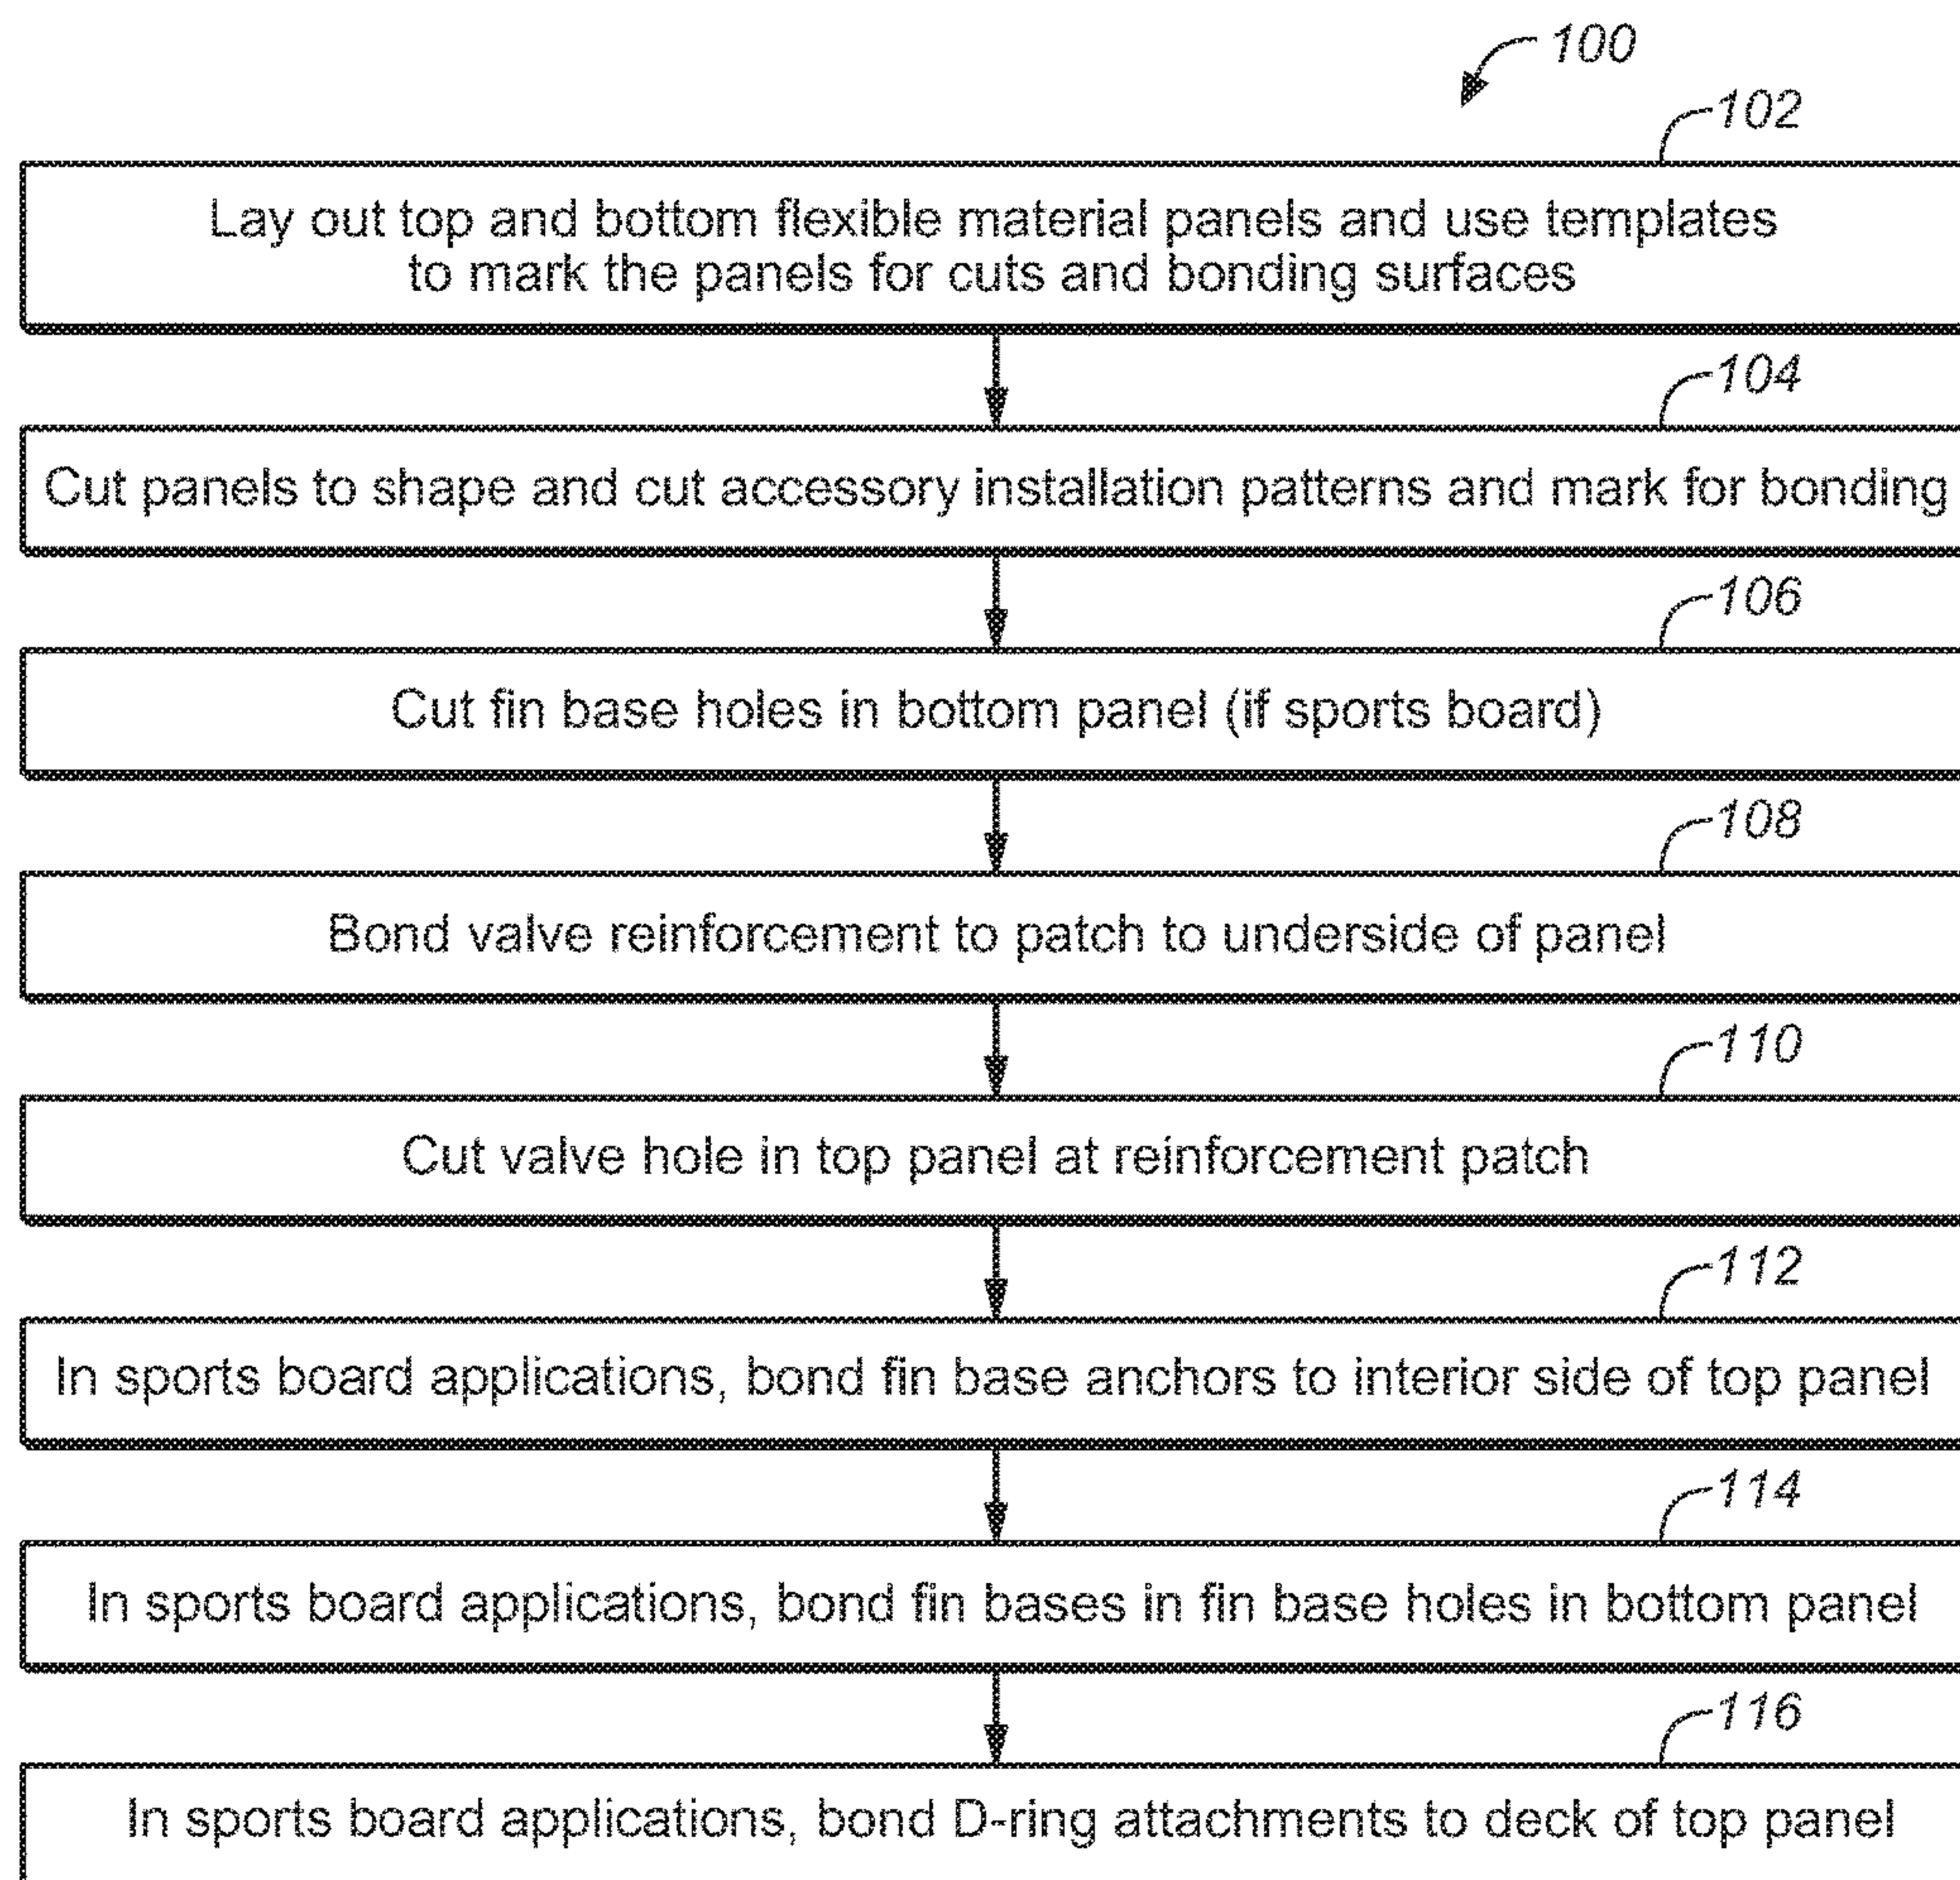 100
102
Lay out top and bottom flexible material panels and use templates
to mark the panels for cuts and bonding surfaces
104
Cut panels to shape and cut accessory installation patterns and mark for bonding
106
Cut fin base holes in bottom panel (if sports board)
108
Bond valve reinforcement to patch to underside of panel
110
Cut valve hole in top panel at reinforcement patch
112
In sports board applications, bond fin base anchors to interior side of top panel
114
In sports board applications, bond fin bases in fin base holes in bottom panel
116
In sports board applications, bond D-ring attachments to deck of top panel